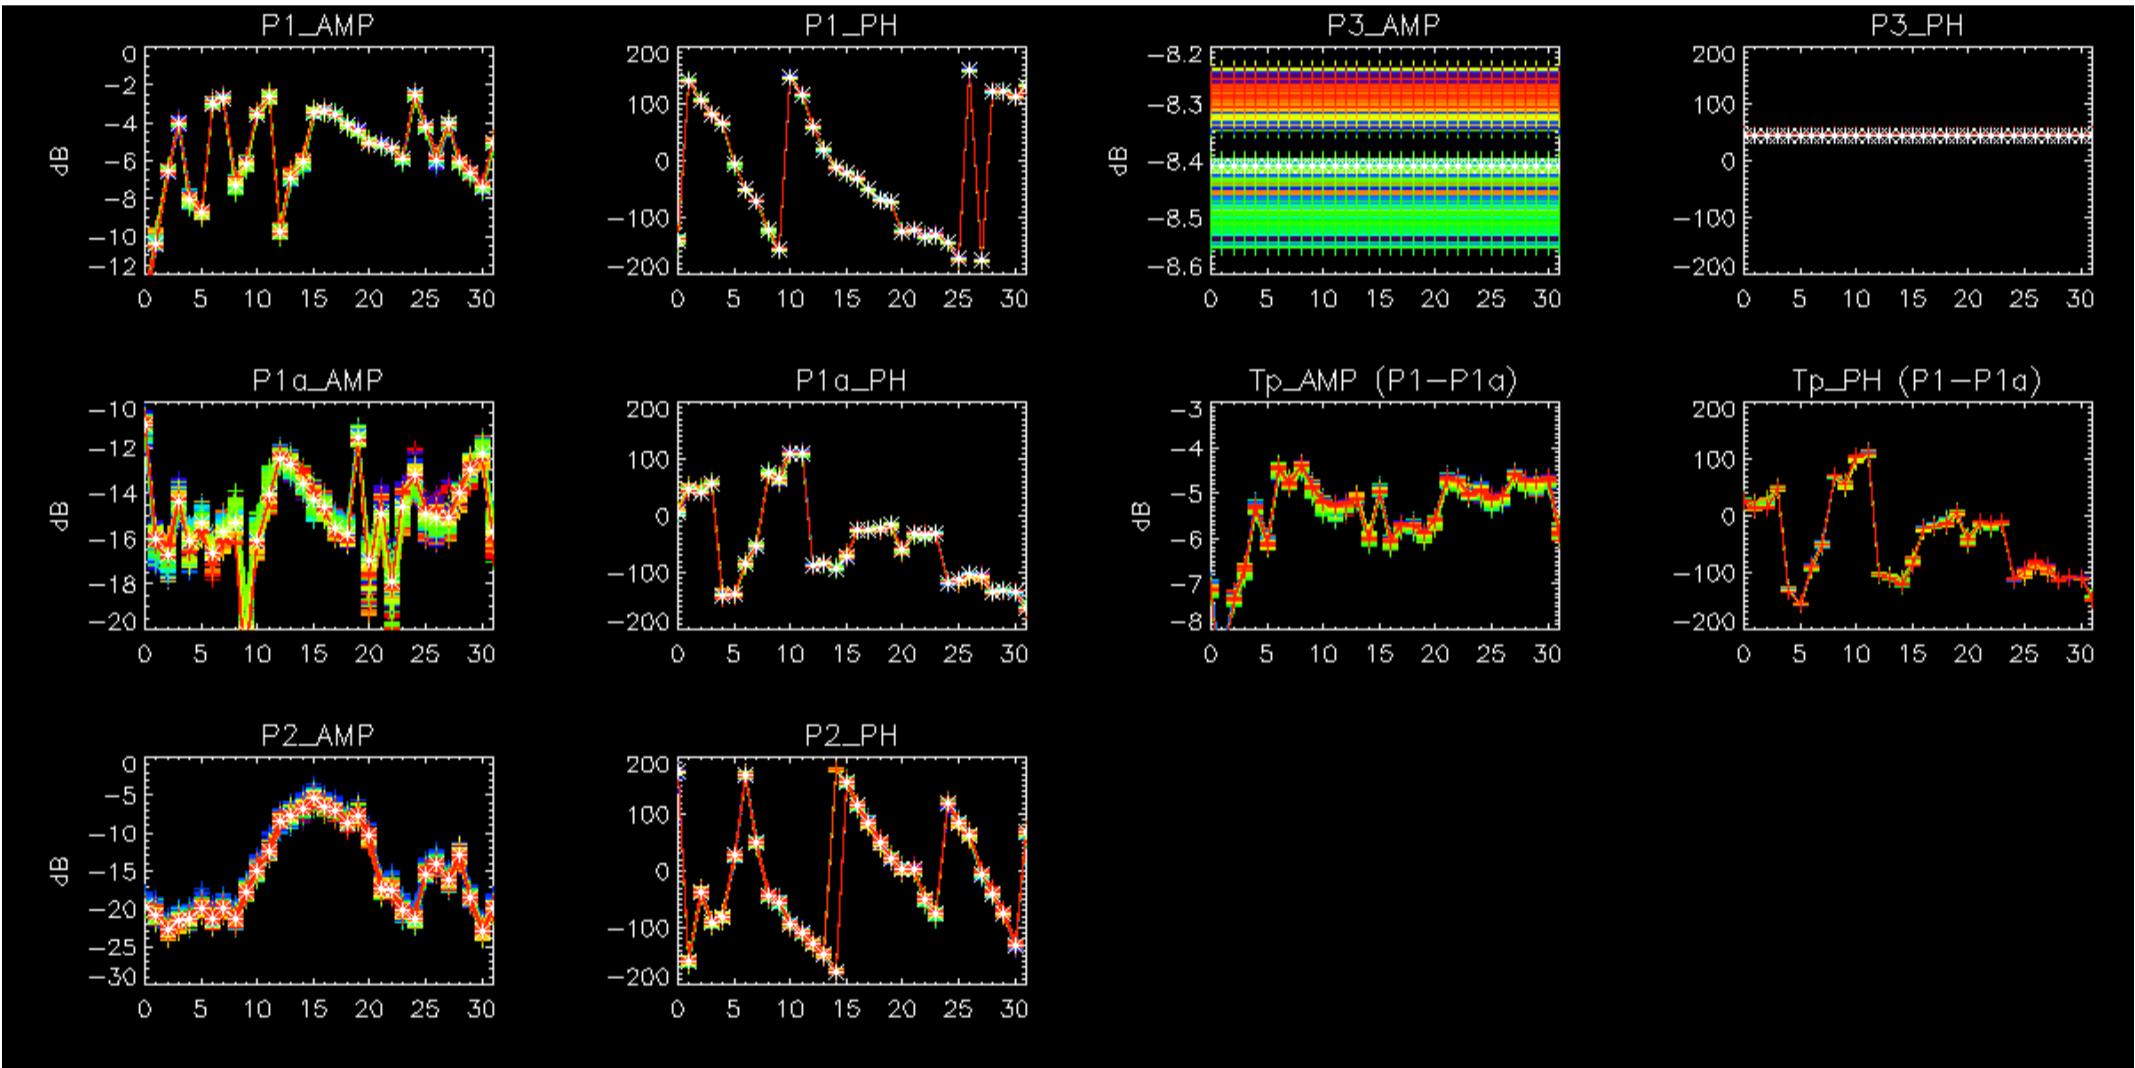 P1_AMP
0
−2
−4
−6
−8
−10
−12
dB
0 5 10 15 20 25 30
P1_PH
200
100
0
−100
−200
0 5 10 15 20 25 30
P3_AMP
−8.2
−8.3
−8.4
−8.5
−8.6
dB
0 5 10 15 20 25 30
P3_PH
200
100
0
−100
−200
0 5 10 15 20 25 30
P1a_AMP
−10
−12
−14
−16
−18
−20
dB
0 5 10 15 20 25 30
P1a_PH
200
100
0
−100
−200
0 5 10 15 20 25 30
Tp_AMP (P1−P1a)
−3
−4
−5
−6
−7
−8
dB
0 5 10 15 20 25 30
Tp_PH (P1−P1a)
200
100
0
−100
−200
0 5 10 15 20 25 30
P2_AMP
0
−5
−10
−15
−20
−25
−30
dB
0 5 10 15 20 25 30
P2_PH
200
100
0
−100
−200
0 5 10 15 20 25 30